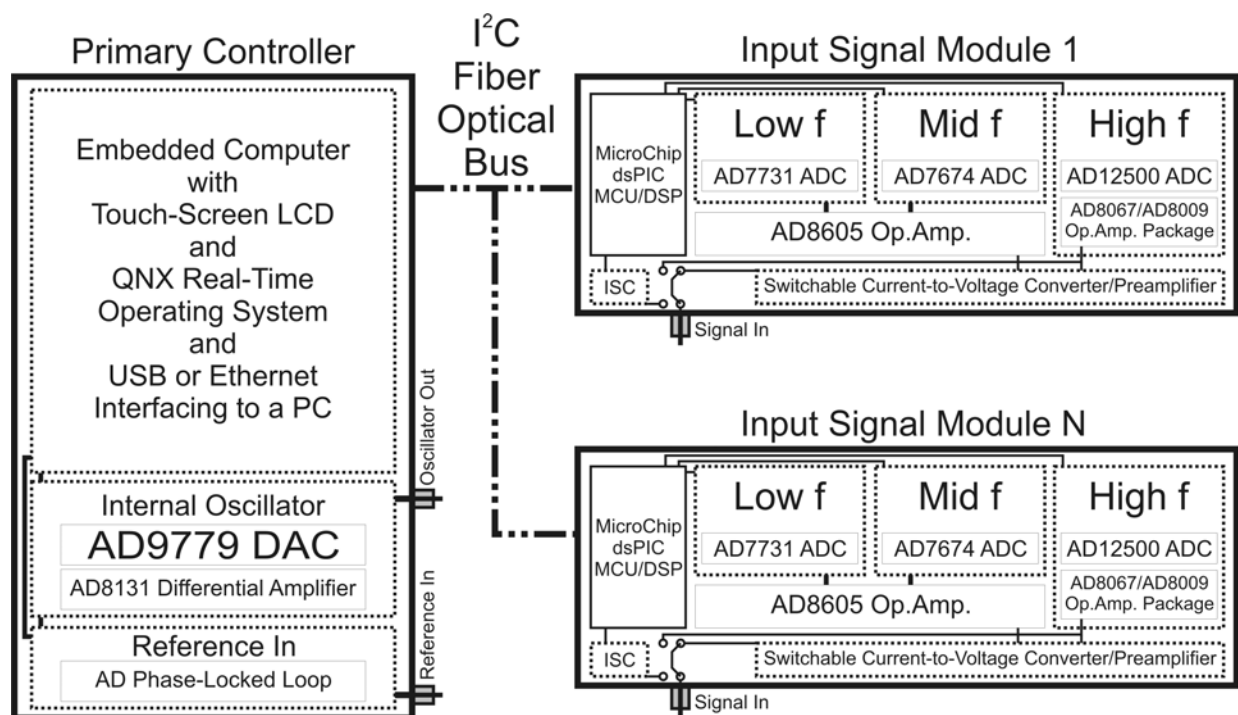 Primary Controller
Embedded Computer
with
Touch-Screen LCD
and
QNX Real-Time
Operating System
and
USB or Ethernet
Interfacing to a PC
Internal Oscillator
AD9779 DAC
AD8131 Differential Amplifier
Reference In
AD Phase-Locked Loop
Oscillator Out
Reference In
I²C
Fiber
Optical
Bus
Input Signal Module 1
MicroChip
dsPIC
MCU/DSP
Low f
AD7731 ADC
Mid f
AD7674 ADC
High f
AD12500 ADC
AD8067/AD8009
Op.Amp. Package
AD8605 Op.Amp.
ISC
Switchable Current-to-Voltage Converter/Preamplifier
Signal In
Input Signal Module N
MicroChip
dsPIC
MCU/DSP
Low f
AD7731 ADC
Mid f
AD7674 ADC
High f
AD12500 ADC
AD8067/AD8009
Op.Amp. Package
AD8605 Op.Amp.
ISC
Switchable Current-to-Voltage Converter/Preamplifier
Signal In